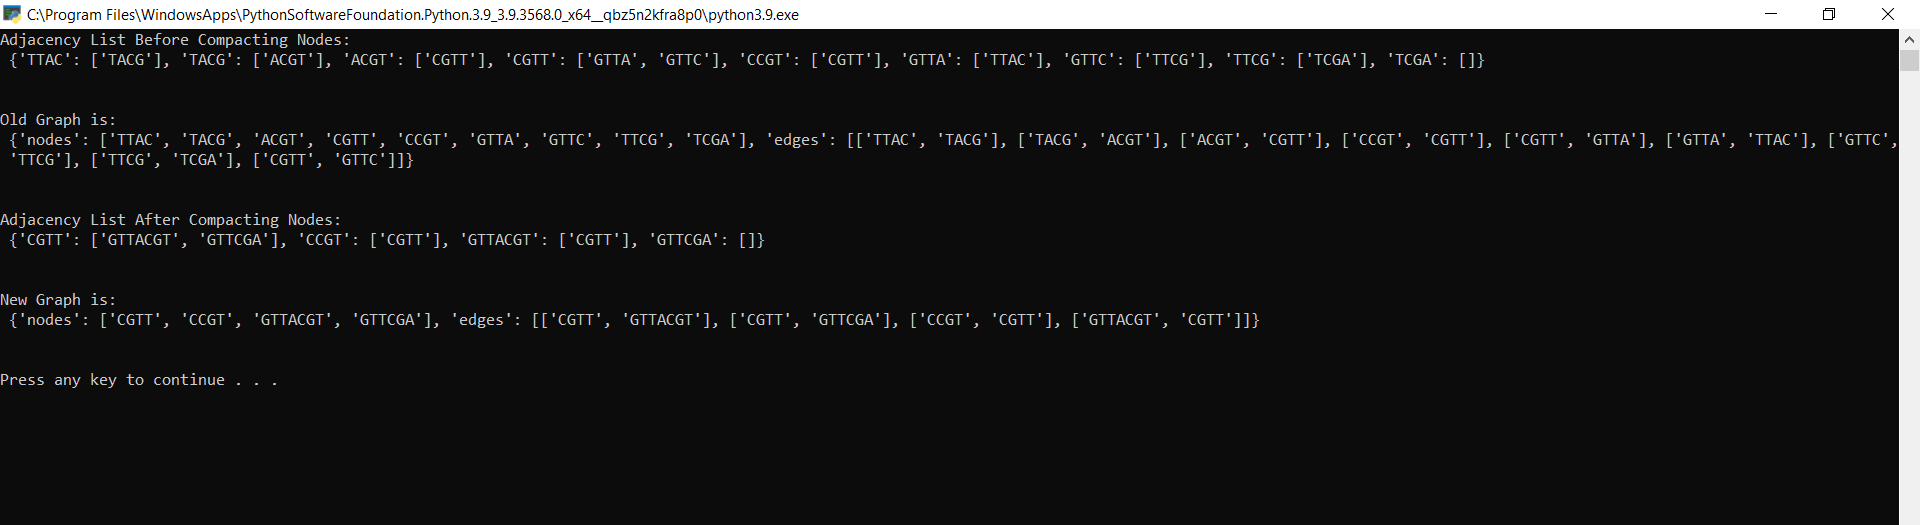 C:\Program Files\WindowsApps\PythonSoftwareFoundation.Python.3.9_3.9.3568.0_x64__qbz5n2kfra8p0\python3.9.exe
Adjacency List Before Compacting Nodes:
{'TTAC': ['TACG'], 'TACG': ['ACGT'], 'ACGT': ['CGTT'], 'CGTT': ['GTTA', 'GTTC'], 'CCGT': ['CGTT'], 'GTTA': ['TTAC'], 'GTTC': ['TTCG'], 'TTCG': ['TCGA'], 'TCGA': []}
Old Graph is:
{'nodes': ['TTAC', 'TACG', 'ACGT', 'CGTT', 'CCGT', 'GTTA', 'GTTC', 'TTCG', 'TCGA'], 'edges': [['TTAC', 'TACG'], ['TACG', 'ACGT'], ['ACGT', 'CGTT'], ['CCGT', 'CGTT'], ['CGTT', 'GTTA'], ['GTTA', 'TTAC'], ['GTTC',
'TTCG'], ['TTCG', 'TCGA'], ['CGTT', 'GTTC']]}
Adjacency List After Compacting Nodes:
{'CGTT': ['GTTACGT', 'GTTCGA'], 'CCGT': ['CGTT'], 'GTTACGT': ['CGTT'], 'GTTCGA': []}
New Graph is:
{'nodes': ['CGTT', 'CCGT', 'GTTACGT', 'GTTCGA'], 'edges': [['CGTT', 'GTTACGT'], ['CGTT', 'GTTCGA'], ['CCGT', 'CGTT'], ['GTTACGT', 'CGTT']]}
Press any key to continue . . .